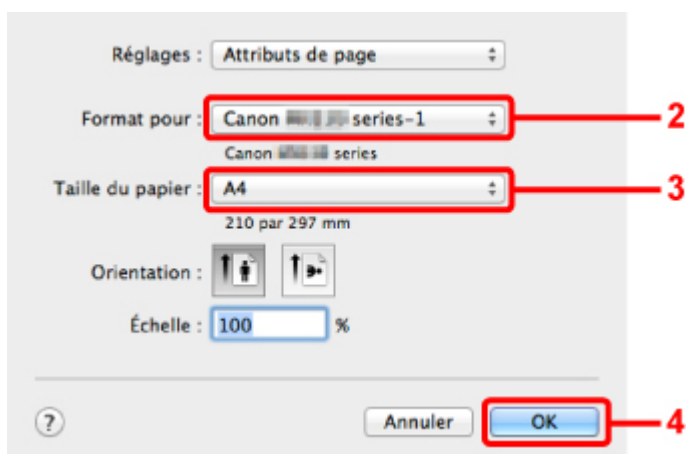 Réglages : Attributs de page
Format pour : Canon series-1 2
Canon series
Taille du papier : A4 3
210 par 297 mm
Orientation :
Échelle : 100 %
? Annuler OK 4